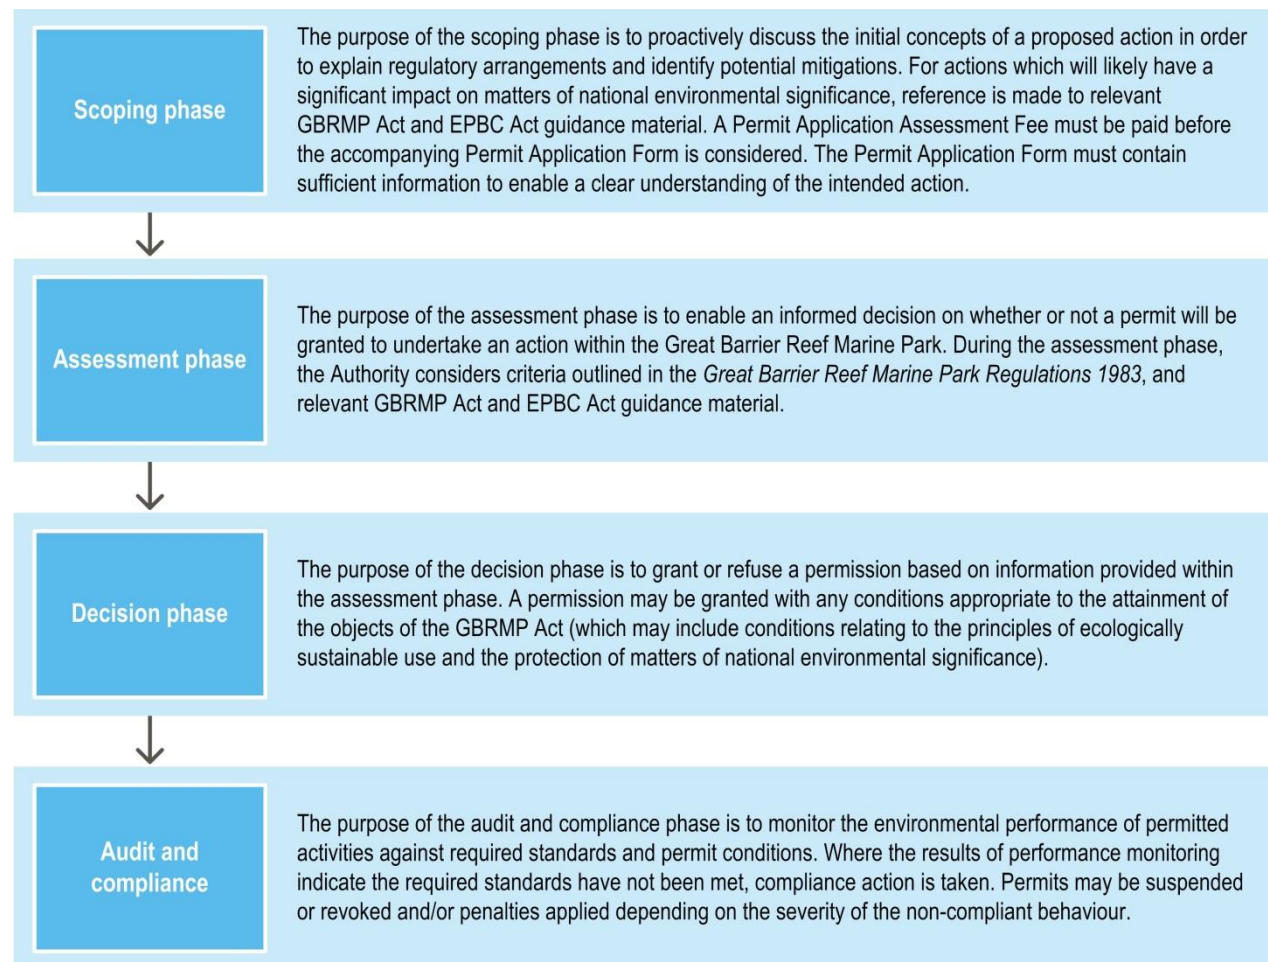 Scoping phase
The purpose of the scoping phase is to proactively discuss the initial concepts of a proposed action in order
to explain regulatory arrangements and identify potential mitigations. For actions which will likely have a
significant impact on matters of national environmental significance, reference is made to relevant
GBRMP Act and EPBC Act guidance material. A Permit Application Assessment Fee must be paid before
the accompanying Permit Application Form is considered. The Permit Application Form must contain
sufficient information to enable a clear understanding of the intended action.
Assessment phase
The purpose of the assessment phase is to enable an informed decision on whether or not a permit will be
granted to undertake an action within the Great Barrier Reef Marine Park. During the assessment phase,
the Authority considers criteria outlined in the Great Barrier Reef Marine Park Regulations 1983, and
relevant GBRMP Act and EPBC Act guidance material.
Decision phase
The purpose of the decision phase is to grant or refuse a permission based on information provided within
the assessment phase. A permission may be granted with any conditions appropriate to the attainment of
the objects of the GBRMP Act (which may include conditions relating to the principles of ecologically
sustainable use and the protection of matters of national environmental significance).
Audit and
compliance
The purpose of the audit and compliance phase is to monitor the environmental performance of permitted
activities against required standards and permit conditions. Where the results of performance monitoring
indicate the required standards have not been met, compliance action is taken. Permits may be suspended
or revoked and/or penalties applied depending on the severity of the non-compliant behaviour.